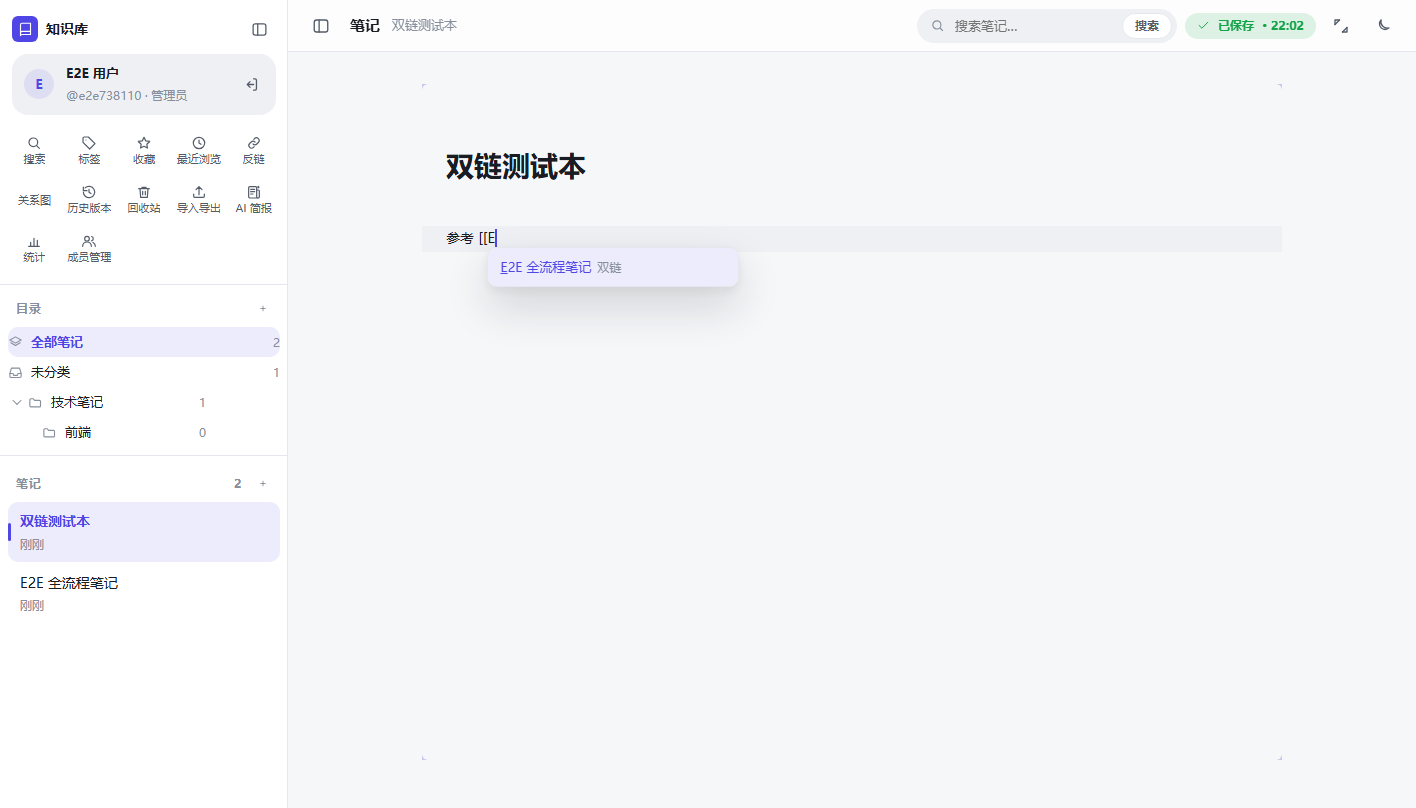 知识库
E
E2E 用户
@e2e738110 · 管理员
搜索 标签 收藏 最近浏览 反链
关系图 历史版本 回收站 导入导出 AI 简报
统计 成员管理
目录 +
全部笔记 2
未分类 1
技术笔记 1
前端 0
笔记 2 +
双链测试本
刚刚
E2E 全流程笔记
刚刚
笔记 双链测试本
搜索笔记... 搜索
已保存 • 22:02
双链测试本
参考 [[E
E2E 全流程笔记 双链